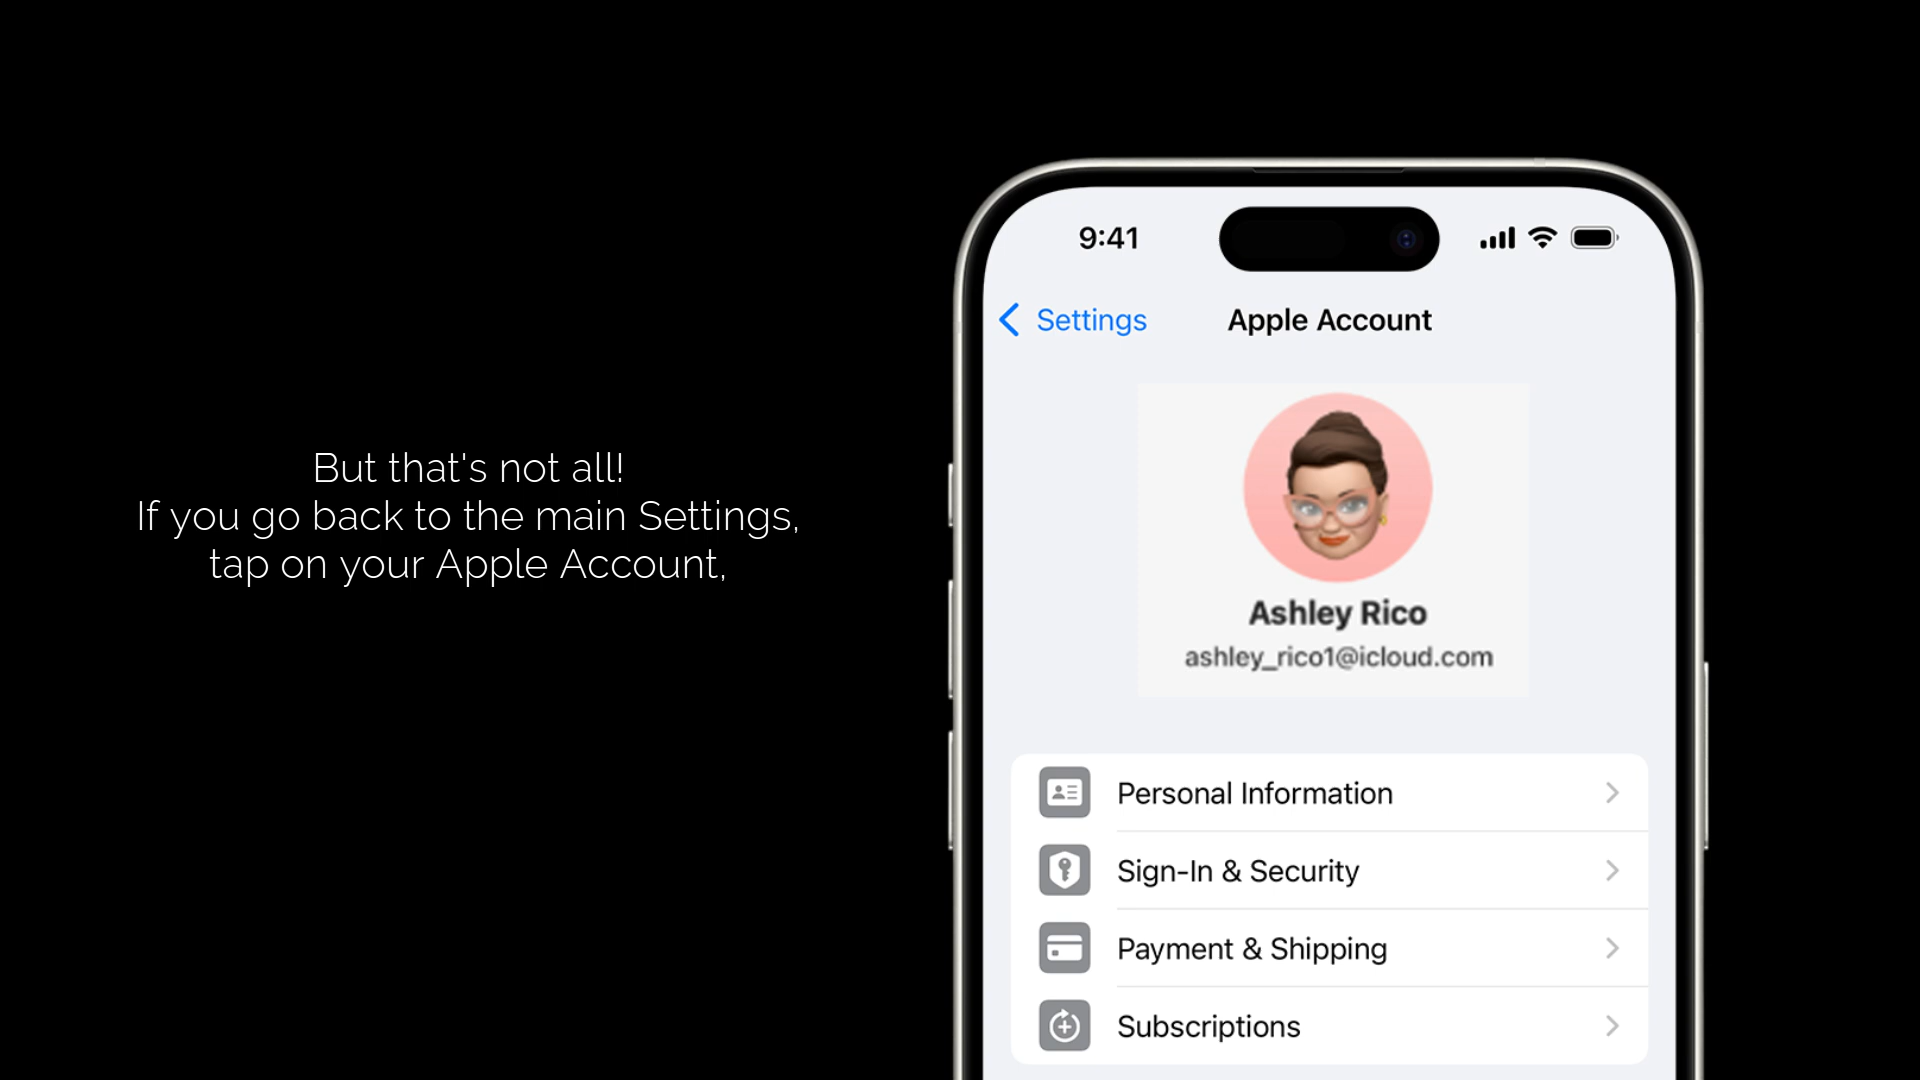 But that's not all!
If you go back to the main Settings,
tap on your Apple Account,
9:41
Settings
Apple Account
Ashley Rico
ashley_rico1@icloud.com
Personal Information
Sign-In & Security
Payment & Shipping
Subscriptions